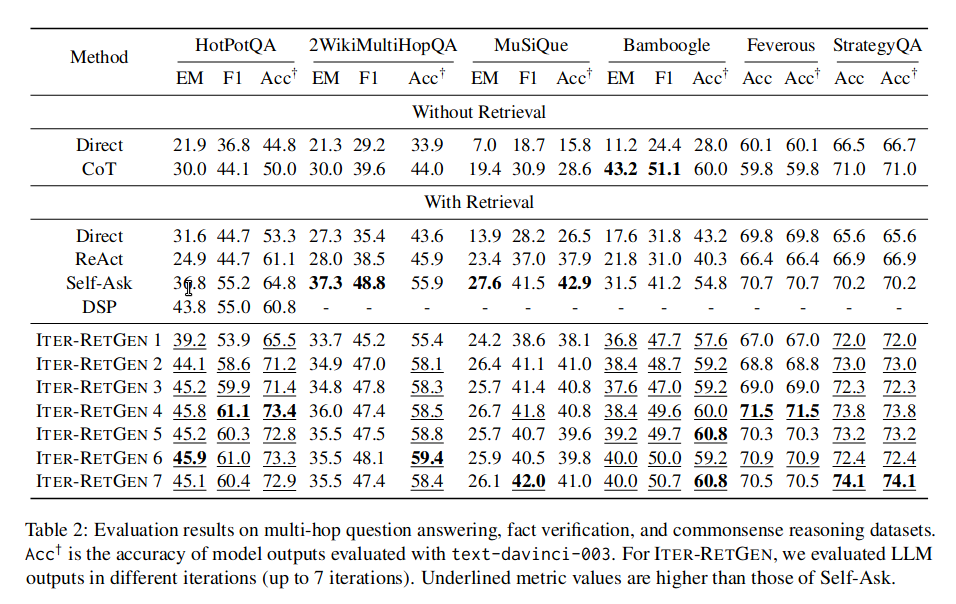 Method HotPotQA 2WikiMultiHopQA MuSiQue Bamboogle Feverous StrategyQA
EM F1 Acc† EM F1 Acc† EM F1 Acc† EM F1 Acc† Acc Acc† Acc Acc†
Without Retrieval
Direct 21.9 36.8 44.8 21.3 29.2 33.9 7.0 18.7 15.8 11.2 24.4 28.0 60.1 60.1 66.5 66.7
CoT 30.0 44.1 50.0 30.0 39.6 44.0 19.4 30.9 28.6 43.2 51.1 60.0 59.8 59.8 71.0 71.0
With Retrieval
Direct 31.6 44.7 53.3 27.3 35.4 43.6 13.9 28.2 26.5 17.6 31.8 43.2 69.8 69.8 65.6 65.6
ReAct 24.9 44.7 61.1 28.0 38.5 45.9 23.4 37.0 37.9 21.8 31.0 40.3 66.4 66.4 66.9 66.9
Self-Ask 36.8 55.2 64.8 37.3 48.8 55.9 27.6 41.5 42.9 31.5 41.2 54.8 70.7 70.7 70.2 70.2
DSP 43.8 55.0 60.8 - - - - - - - - - - - - -
ITER-RETGEN 1 39.2 53.9 65.5 33.7 45.2 55.4 24.2 38.6 38.1 36.8 47.7 57.6 67.0 67.0 72.0 72.0
ITER-RETGEN 2 44.1 58.6 71.2 34.9 47.0 58.1 26.4 41.1 41.0 38.4 48.7 59.2 68.8 68.8 73.0 73.0
ITER-RETGEN 3 45.2 59.9 71.4 34.8 47.8 58.3 25.7 41.4 40.8 37.6 47.0 59.2 69.0 69.0 72.3 72.3
ITER-RETGEN 4 45.8 61.1 73.4 36.0 47.4 58.5 26.7 41.8 40.8 38.4 49.6 60.0 71.5 71.5 73.8 73.8
ITER-RETGEN 5 45.2 60.3 72.8 35.5 47.5 58.8 25.7 40.7 39.6 39.2 49.7 60.8 70.3 70.3 73.2 73.2
ITER-RETGEN 6 45.9 61.0 73.3 35.5 48.1 59.4 25.9 40.5 39.8 40.0 50.0 59.2 70.9 70.9 72.4 72.4
ITER-RETGEN 7 45.1 60.4 72.9 35.5 47.4 58.4 26.1 42.0 41.0 40.0 50.7 60.8 70.5 70.5 74.1 74.1
Table 2: Evaluation results on multi-hop question answering, fact verification, and commonsense reasoning datasets.
Acc† is the accuracy of model outputs evaluated with text-davinci-003. For ITER-RETGEN, we evaluated LLM
outputs in different iterations (up to 7 iterations). Underlined metric values are higher than those of Self-Ask.